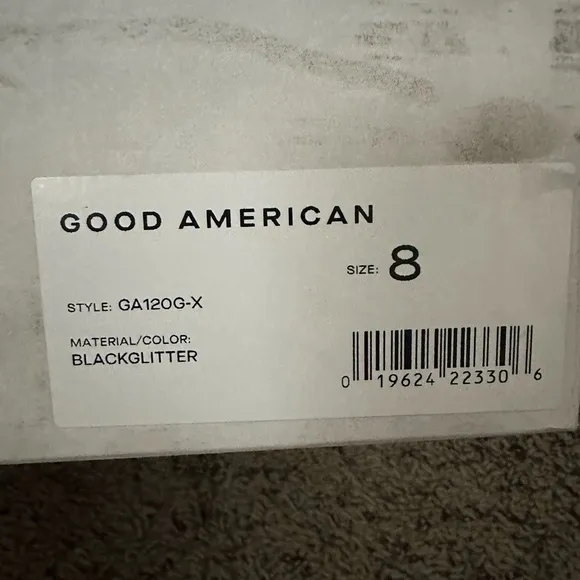 GOOD AMERICAN
SIZE: 8
STYLE: GA120G-X
MATERIAL/COLOR:
BLACKGLITTER
0 19624 22330 6